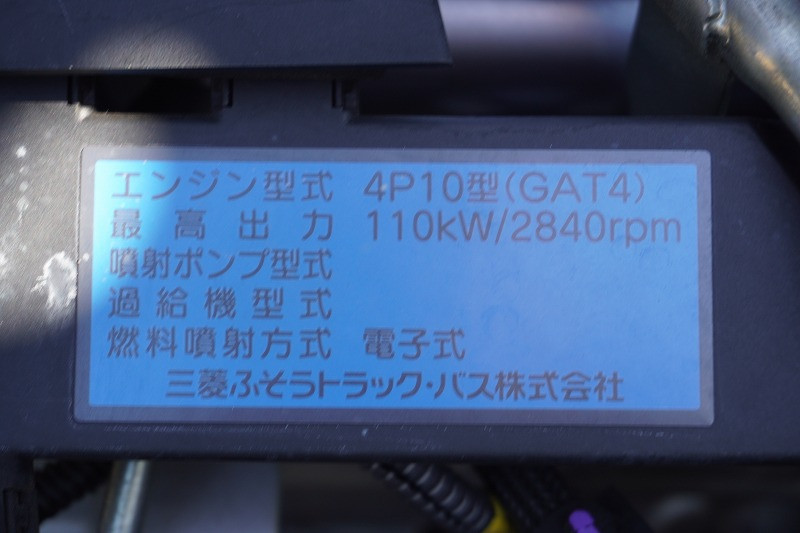 エンジン型式 4P10型(GAT4)
最高出力 110kW/2840rpm
噴射ポンプ型式
過給機型式
燃料噴射方式 電子式
三菱ふそうトラック・バス株式会社